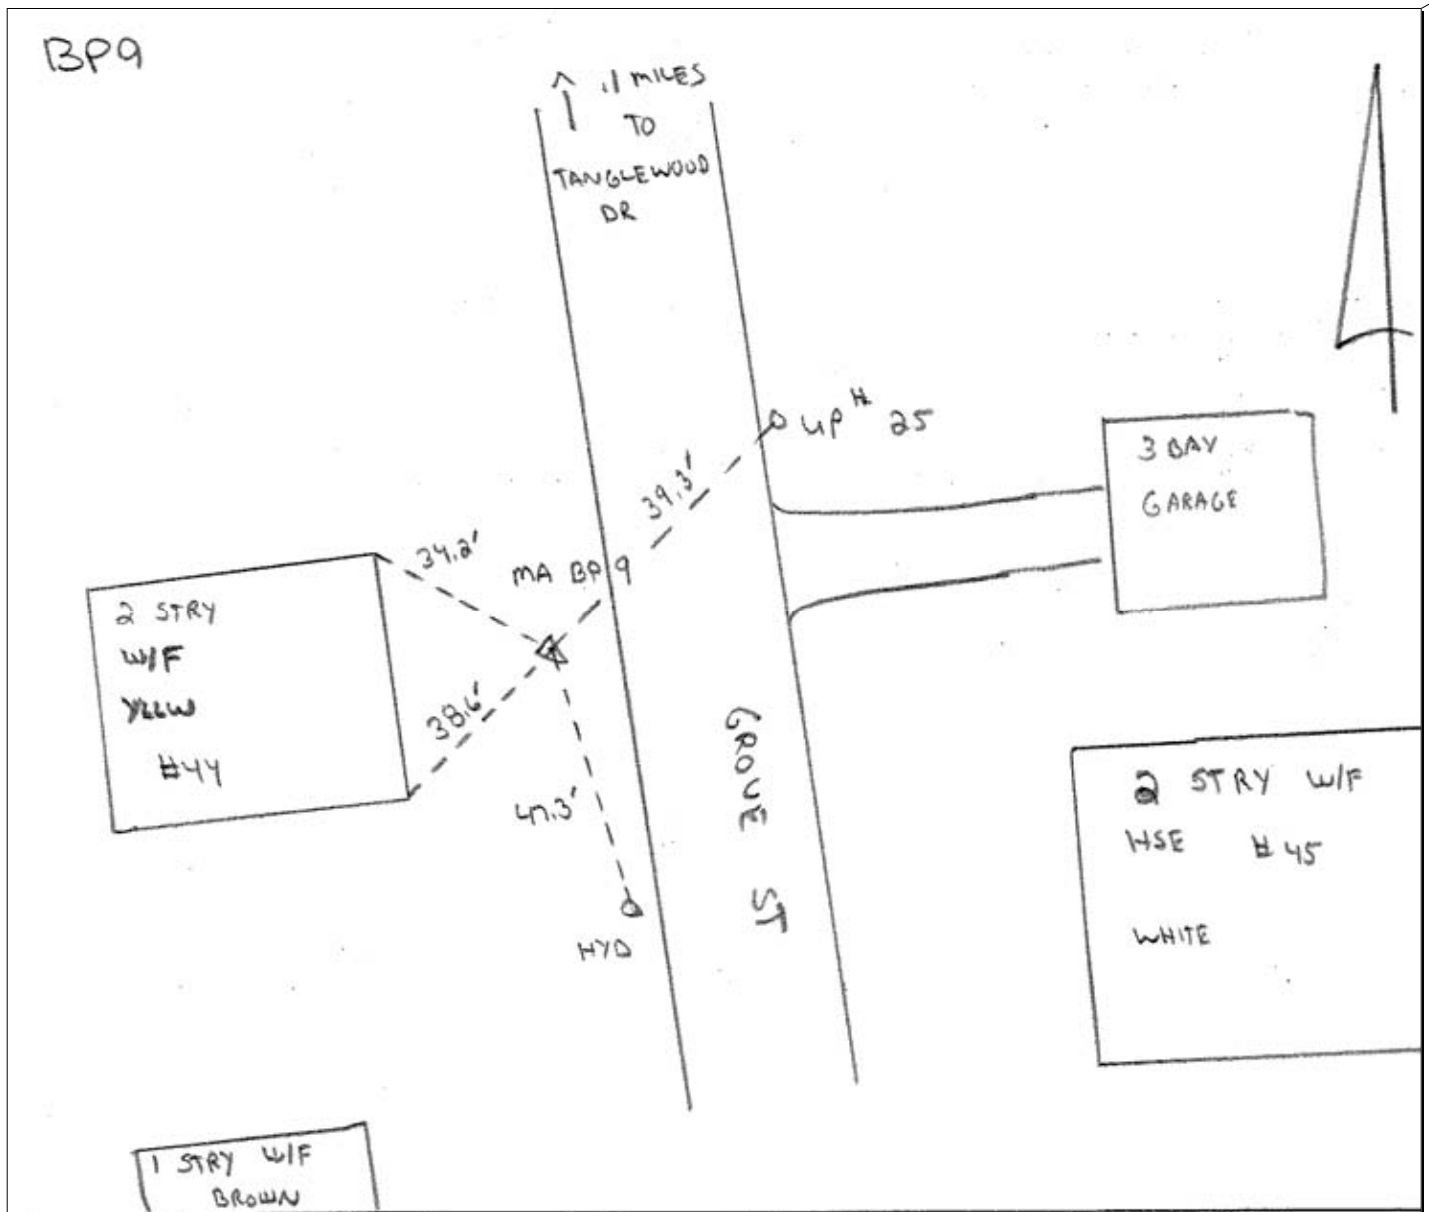 BP9
.1 MILES
TO
TANGLEWOOD
DR
UP # 25
3 BAY
GARAGE
39.3'
34.2'
MA BP 9
2 STRY
W/F
YLLW
#44
38.6'
47.3'
HYD
GROVE ST
2 STRY W/F
HSE # 45
WHITE
1 STRY W/F
BROWN